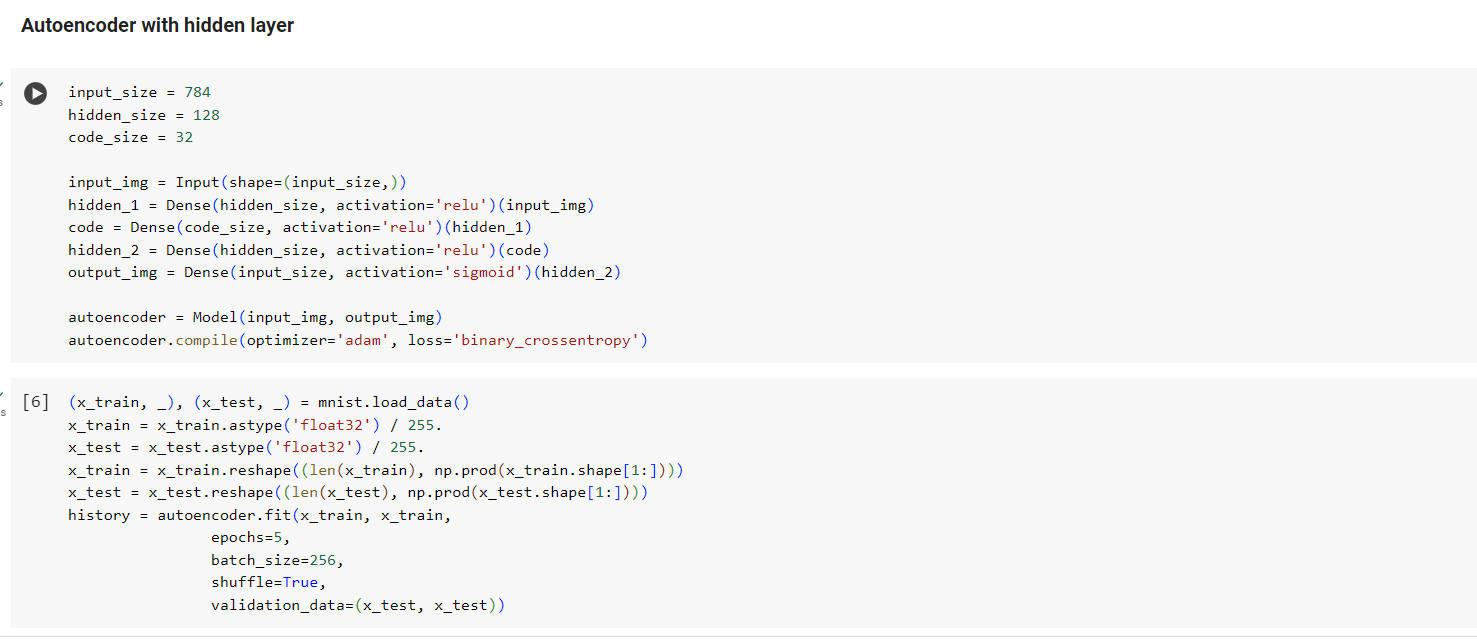 Autoencoder with hidden layer
input_size = 784
hidden_size = 128
code_size = 32
input_img = Input(shape=(input_size,))
hidden_1 = Dense(hidden_size, activation='relu')(input_img)
code = Dense(code_size, activation='relu')(hidden_1)
hidden_2 = Dense(hidden_size, activation='relu')(code)
output_img = Dense(input_size, activation='sigmoid')(hidden_2)
autoencoder = Model(input_img, output_img)
autoencoder.compile(optimizer='adam', loss='binary_crossentropy')
[6] (x_train, _), (x_test, _) = mnist.load_data()
x_train = x_train.astype('float32') / 255.
x_test = x_test.astype('float32') / 255.
x_train = x_train.reshape((len(x_train), np.prod(x_train.shape[1:])))
x_test = x_test.reshape((len(x_test), np.prod(x_test.shape[1:])))
history = autoencoder.fit(x_train, x_train,
epochs=5,
batch_size=256,
shuffle=True,
validation_data=(x_test, x_test))